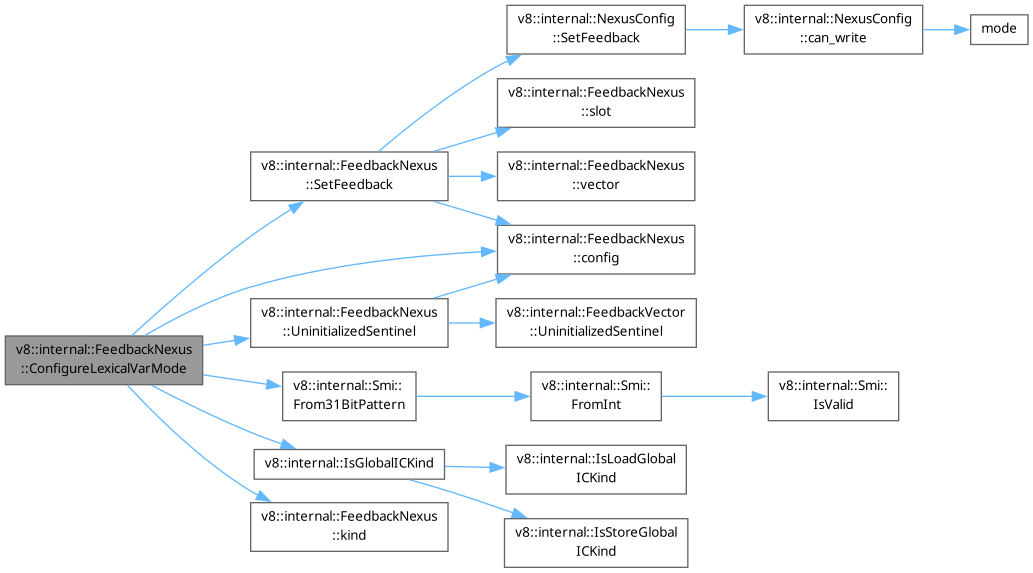 v8::internal::NexusConfig
::SetFeedback
v8::internal::NexusConfig
::can_write
mode
v8::internal::FeedbackNexus
::slot
v8::internal::FeedbackNexus
::SetFeedback
v8::internal::FeedbackNexus
::vector
v8::internal::FeedbackNexus
::config
v8::internal::FeedbackNexus
::UninitializedSentinel
v8::internal::FeedbackVector
::UninitializedSentinel
v8::internal::FeedbackNexus
::ConfigureLexicalVarMode
v8::internal::Smi::
From31BitPattern
v8::internal::Smi::
FromInt
v8::internal::Smi::
IsValid
v8::internal::IsGlobalICKind
v8::internal::IsLoadGlobal
ICKind
v8::internal::FeedbackNexus
::kind
v8::internal::IsStoreGlobal
ICKind